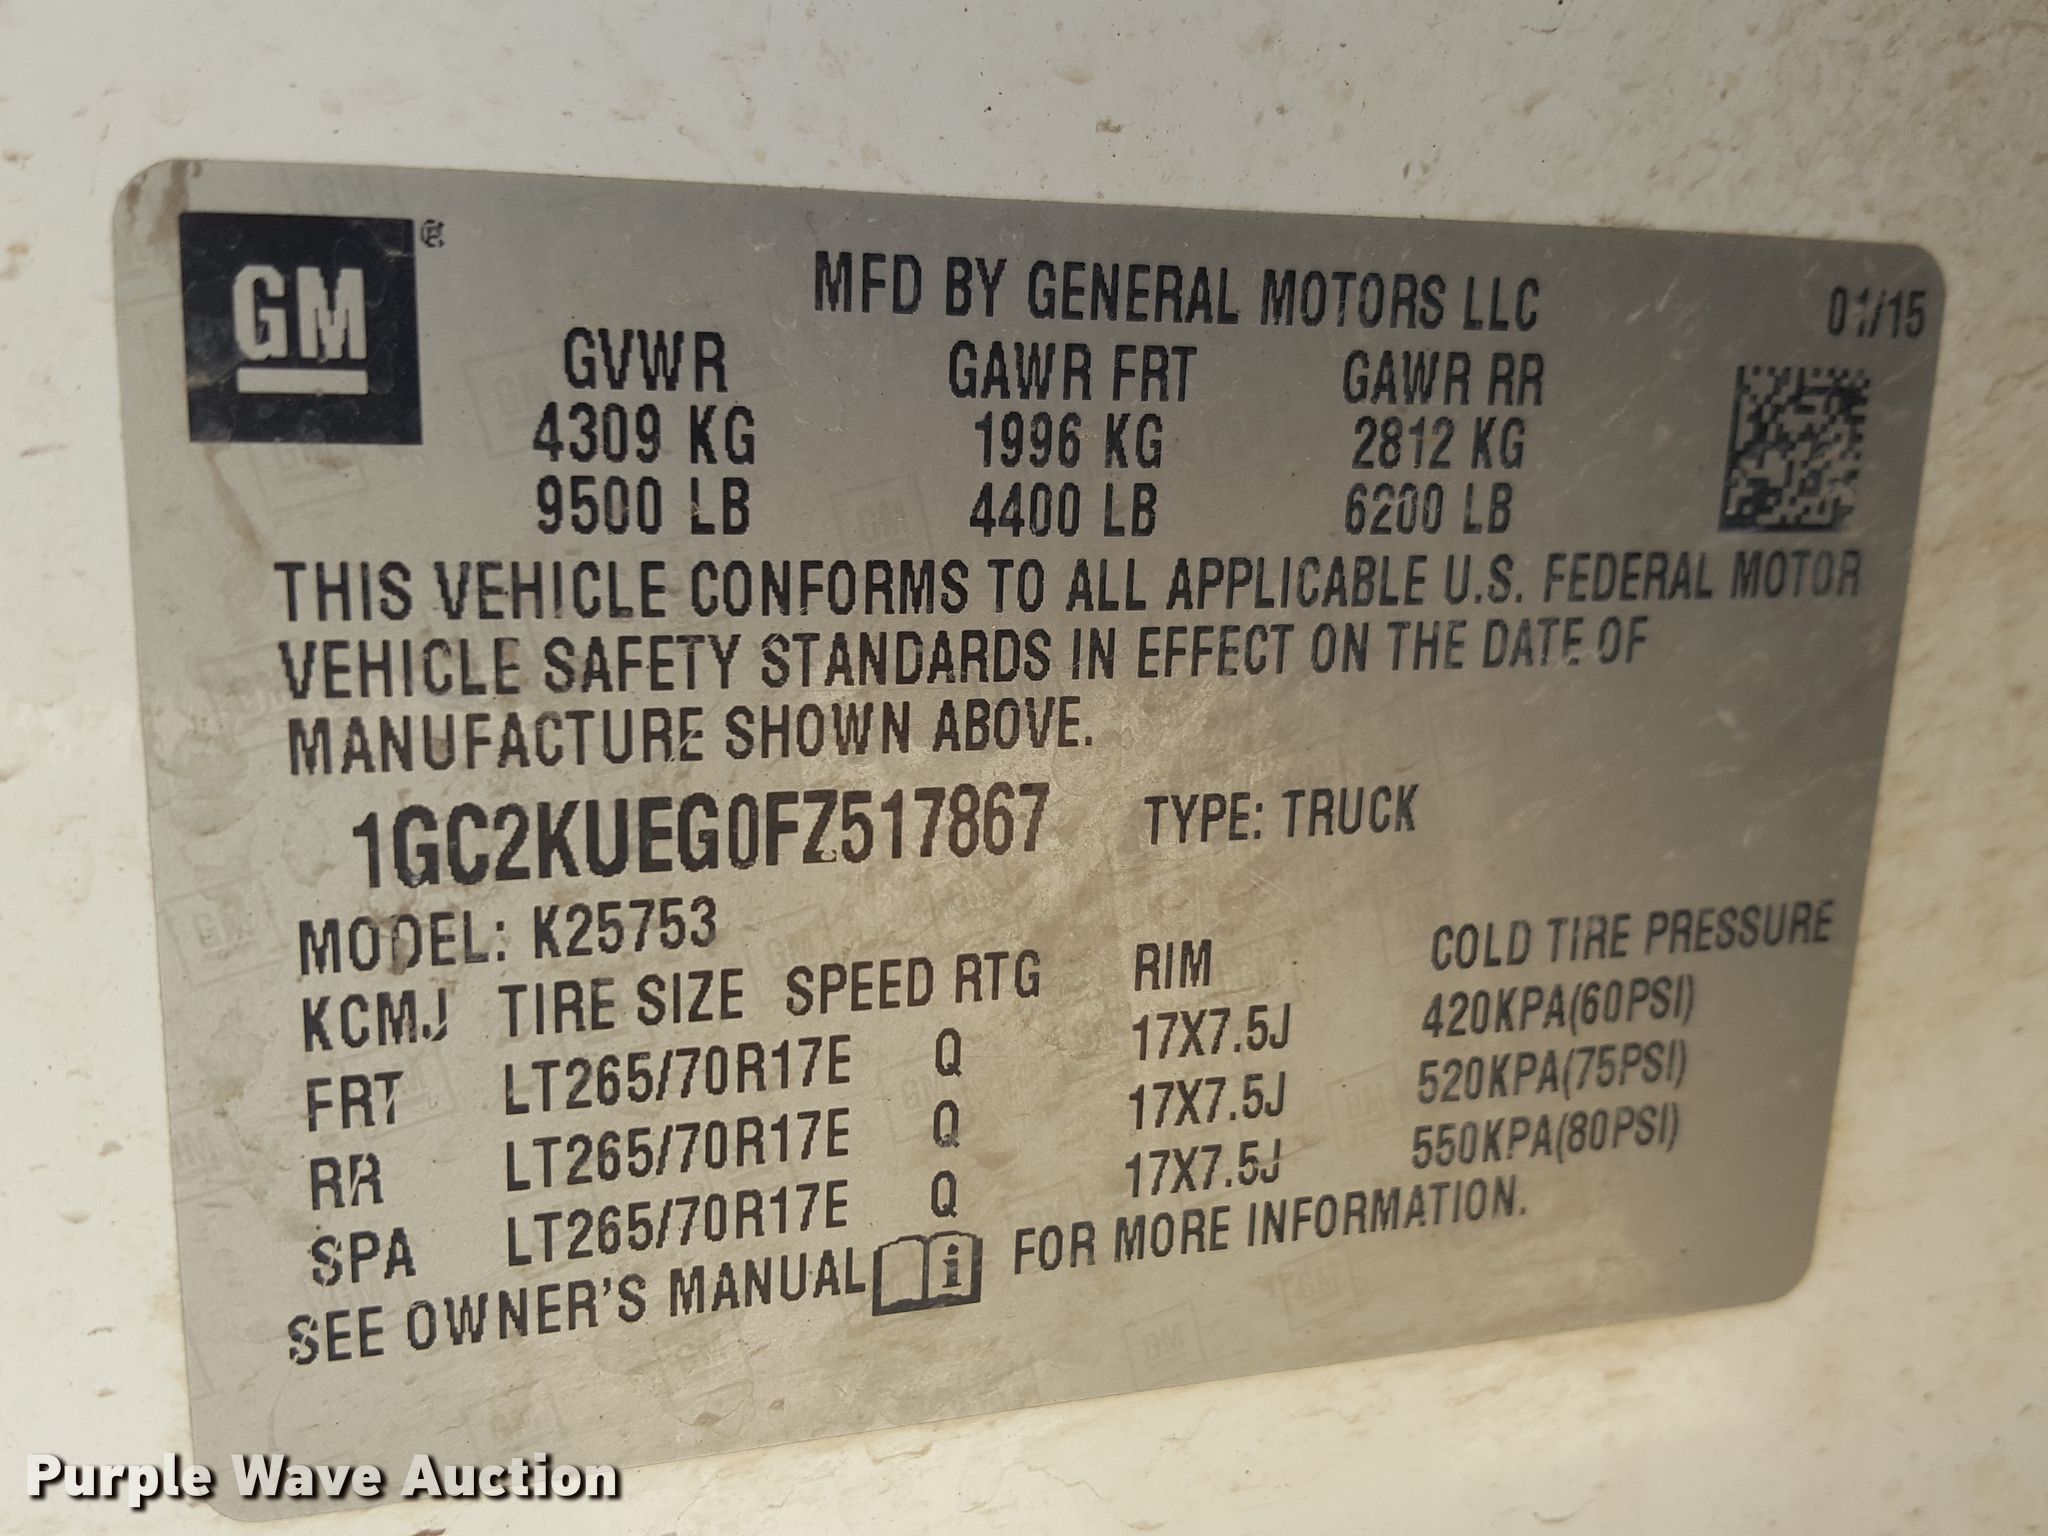 GM®
MFD BY GENERAL MOTORS LLC
01/15
GVWR GAWR FRT GAWR RR
4309 KG 1996 KG 2812 KG
9500 LB 4400 LB 6200 LB
THIS VEHICLE CONFORMS TO ALL APPLICABLE U.S. FEDERAL MOTOR
VEHICLE SAFETY STANDARDS IN EFFECT ON THE DATE OF
MANUFACTURE SHOWN ABOVE.
1GC2KUEG0FZ517867 TYPE: TRUCK
MODEL: K25753
KCMJ TIRE SIZE SPEED RTG RIM COLD TIRE PRESSURE
FRT LT265/70R17E Q 17X7.5J 420KPA(60PSI)
RR LT265/70R17E Q 17X7.5J 520KPA(75PSI)
SPA LT265/70R17E Q 17X7.5J 550KPA(80PSI)
SEE OWNER'S MANUAL i FOR MORE INFORMATION.
Purple Wave Auction